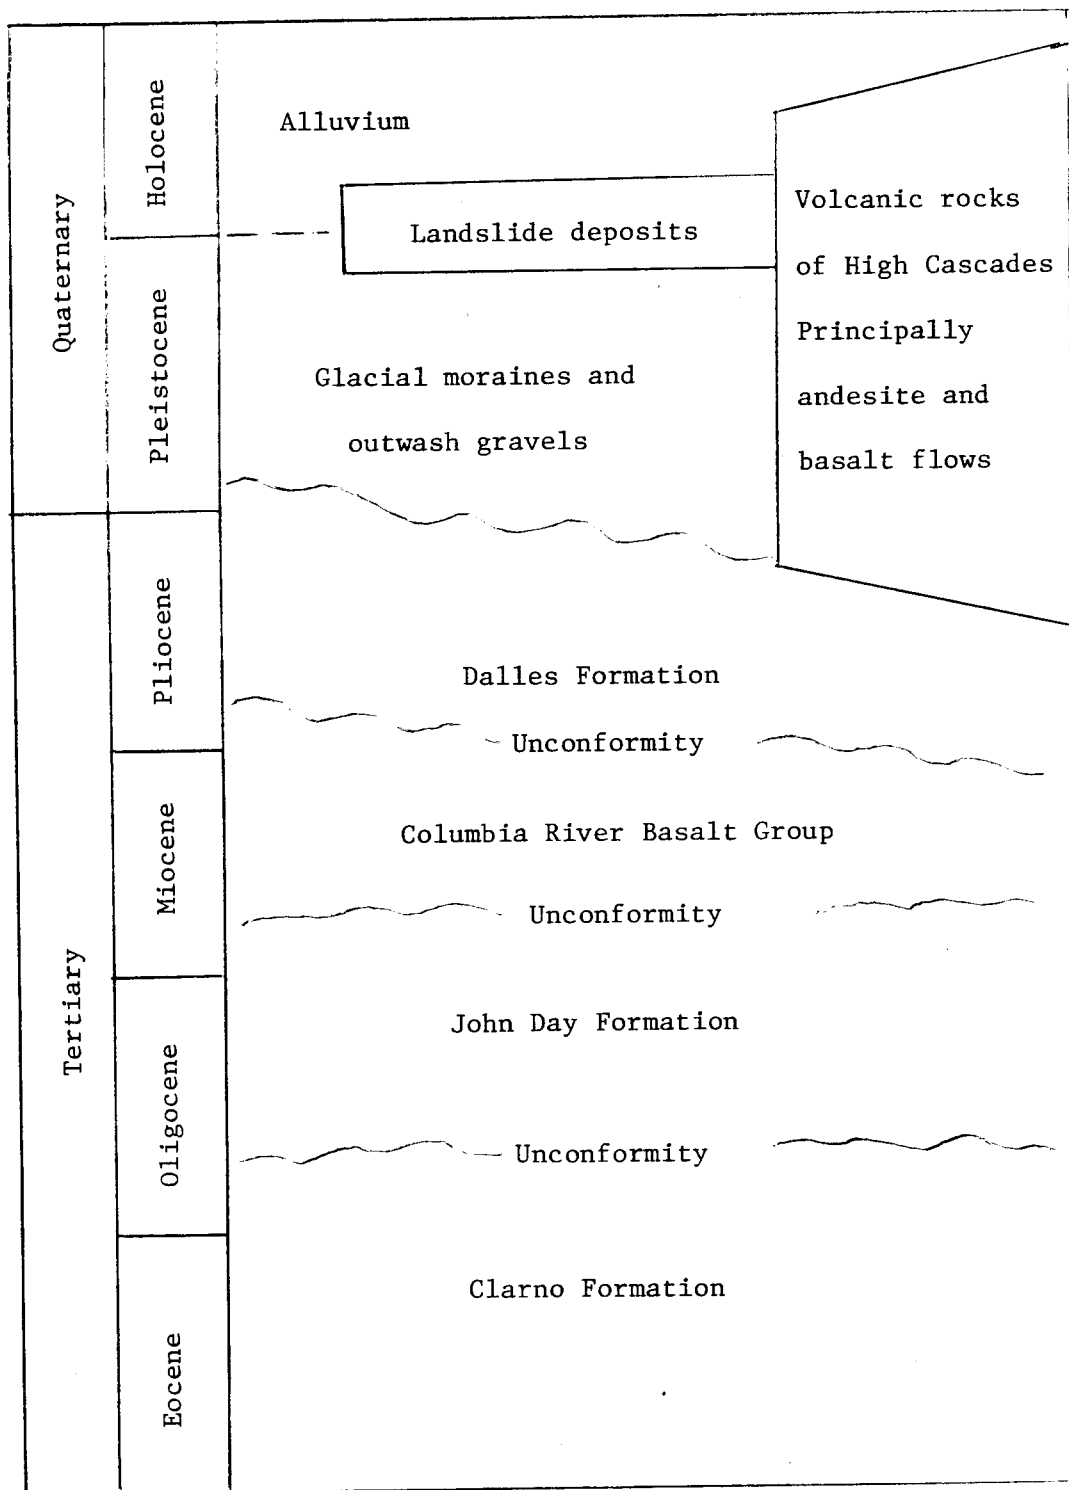 Quaternary
Holocene
Pleistocene
Alluvium
Landslide deposits
Glacial moraines and
outwash gravels
Volcanic rocks
of High Cascades
Principally
andesite and
basalt flows
Tertiary
Pliocene
Dalles Formation
Unconformity
Miocene
Columbia River Basalt Group
Unconformity
Oligocene
John Day Formation
Unconformity
Eocene
Clarno Formation